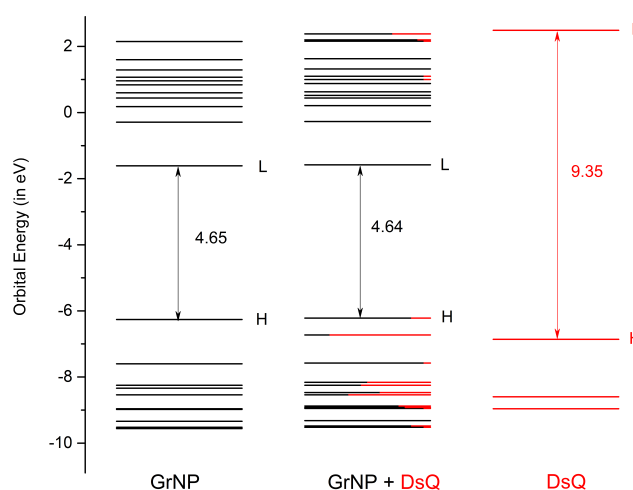 2
0
-2
-4
-6
-8
-10
Orbital Energy (in eV)
L
4.65
H
GrNP
L
4.64
H
GrNP + DsQ
9.35
H
DsQ